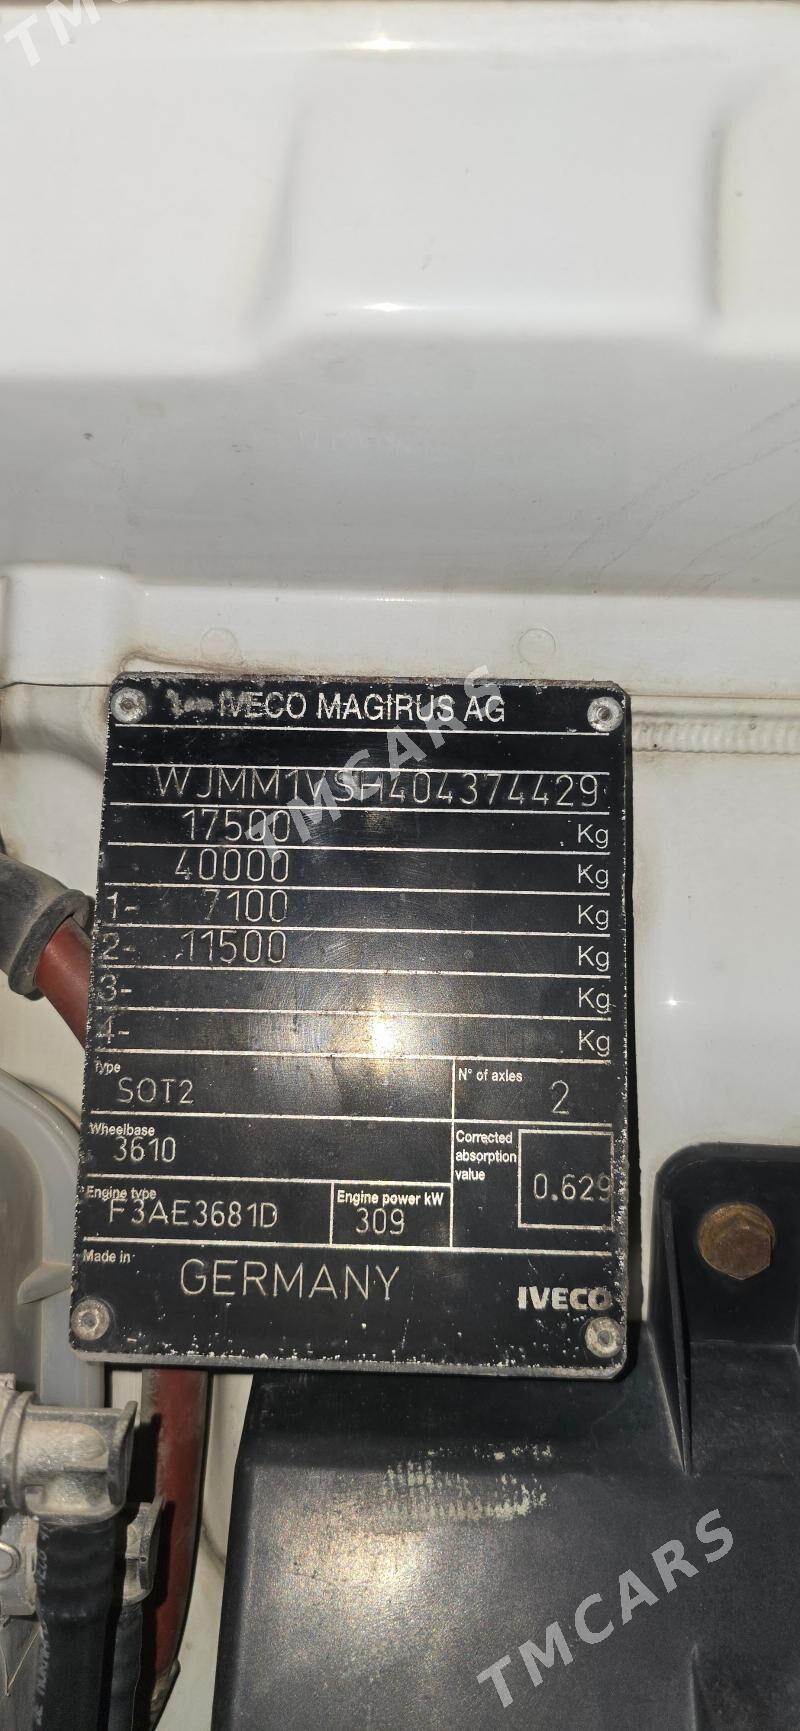 TMCARS
IVECO MAGIRUS AG
WJMM1VSH404374429
17500 Kg
40000 Kg
1- 7100 Kg
2- 11500 Kg
3- Kg
4- Kg
Type
SOT2
N° of axles
2
Wheelbase
3610
Corrected
absorption
value
0.629
Engine type
F3AE3681D
Engine power kW
309
Made in
GERMANY
IVECO
TMCARS
TMCARS